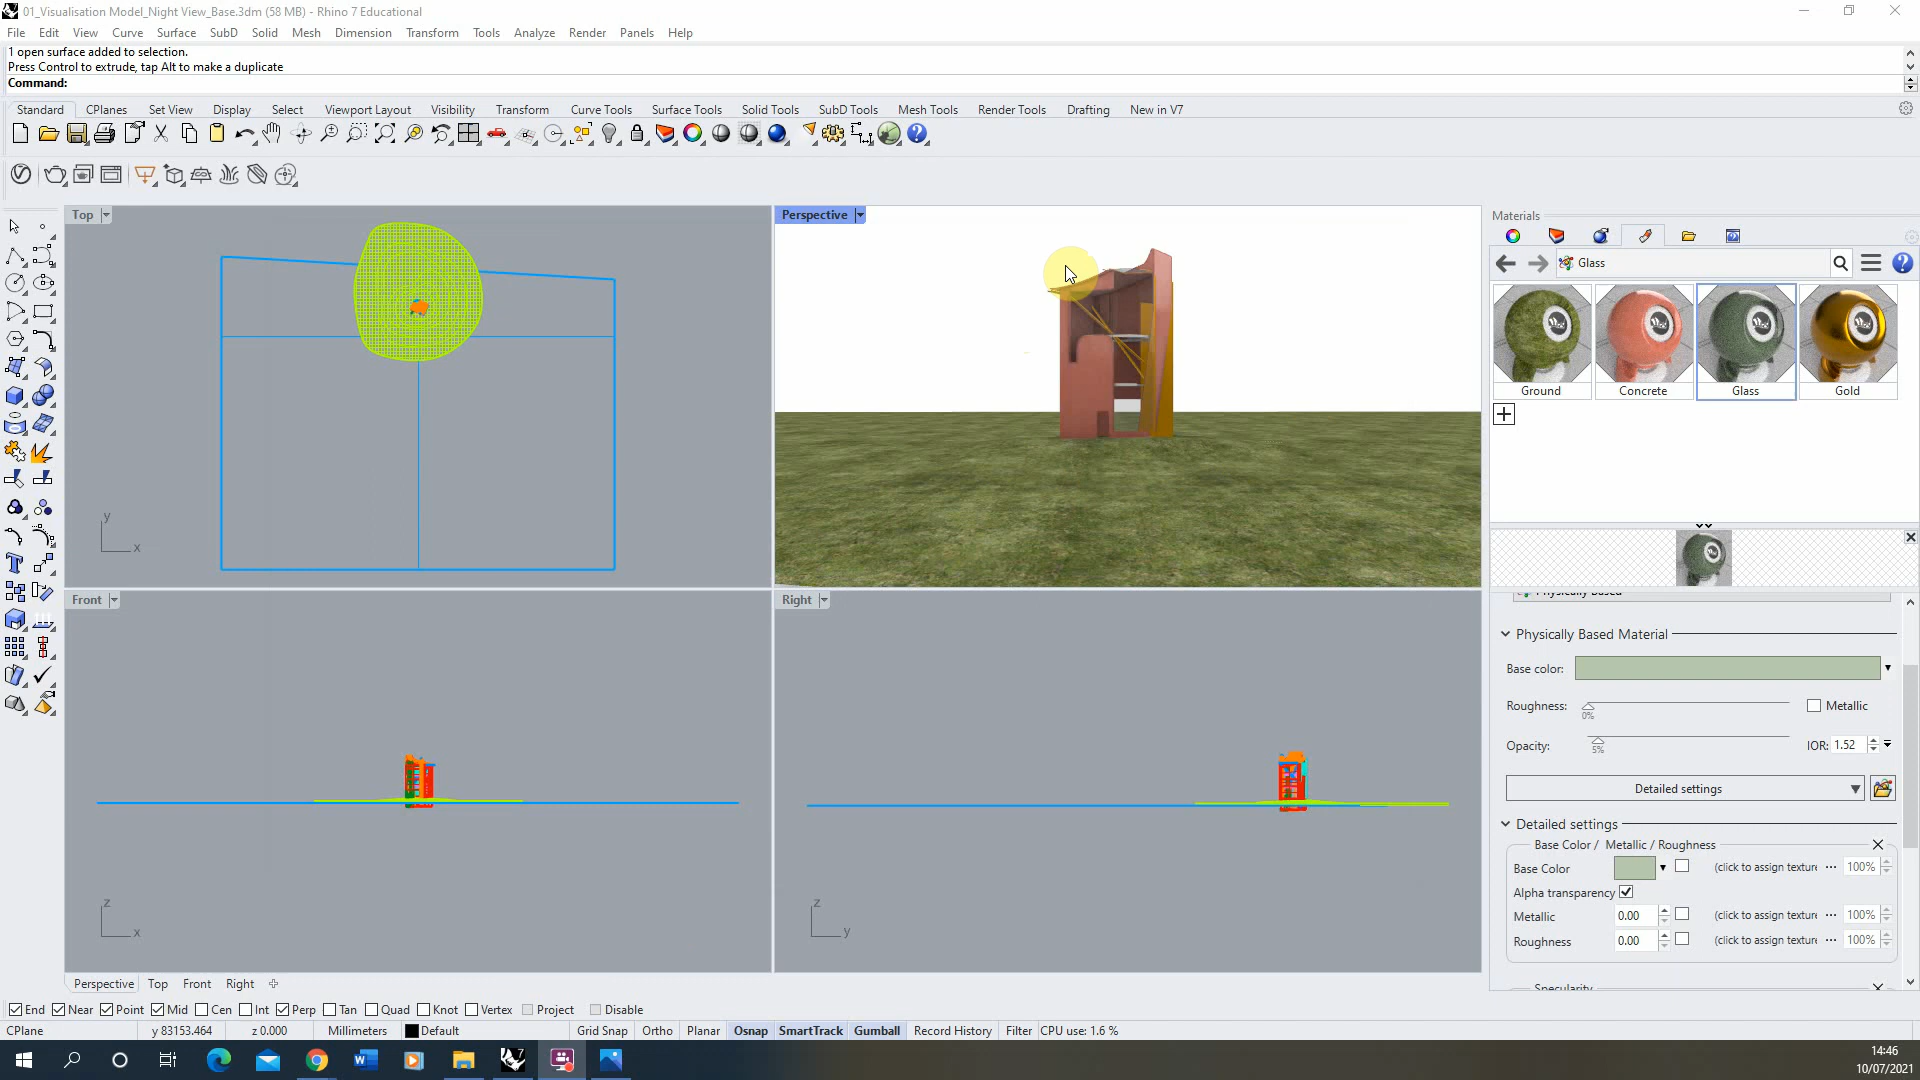 01_Visualisation Model_Night View_Base.3dm (58 MB) - Rhino 7 Educational
File Edit View Curve Surface SubD Solid Mesh Dimension Transform Tools Analyze Render Panels Help
1 open surface added to selection.
Press Control to extrude, tap Alt to make a duplicate
Command:
Standard CPlanes Set View Display Select Viewport Layout Visibility Transform Curve Tools Surface Tools Solid Tools SubD Tools Mesh Tools Render Tools Drafting New in V7
Top
Perspective
Materials
Glass
Ground Concrete Glass Gold
y
x
Front
Right
Physically Based
Physically Based Material
Base color:
Roughness: 0% Metallic
Opacity: 5% IOR: 1.52
Detailed settings
Detailed settings
Base Color / Metallic / Roughness
Base Color (click to assign texture ... 100%
Alpha transparency
Metallic 0.00 (click to assign texture ... 100%
Roughness 0.00 (click to assign texture ... 100%
Specularity
z
x
z
y
Perspective Top Front Right
End Near Point Mid Cen Int Perp Tan Quad Knot Vertex Project Disable
CPlane y 83153.464 z 0.000 Millimeters Default Grid Snap Ortho Planar Osnap SmartTrack Gumball Record History Filter CPU use: 1.6 %
14:46
10/07/2021